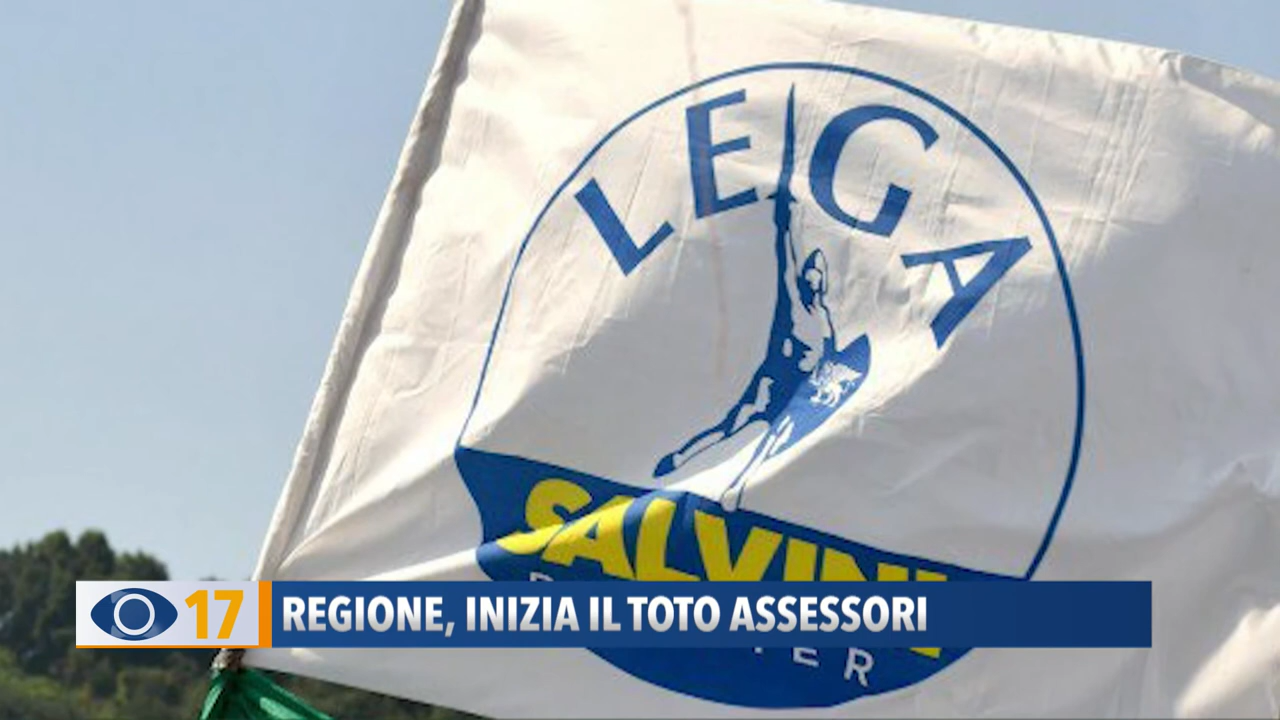 LEGA
SALVINI
17
REGIONE, INIZIA IL TOTO ASSESSORI